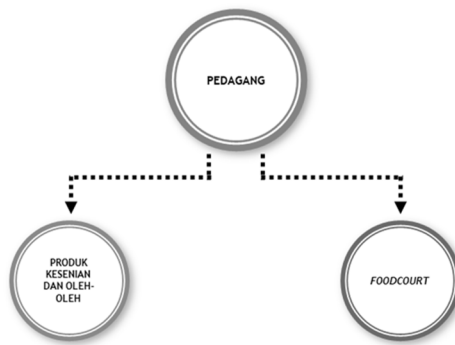 PEDAGANG
PRODUK
KESENIAN
DAN OLEH-
OLEH
FOODCOURT